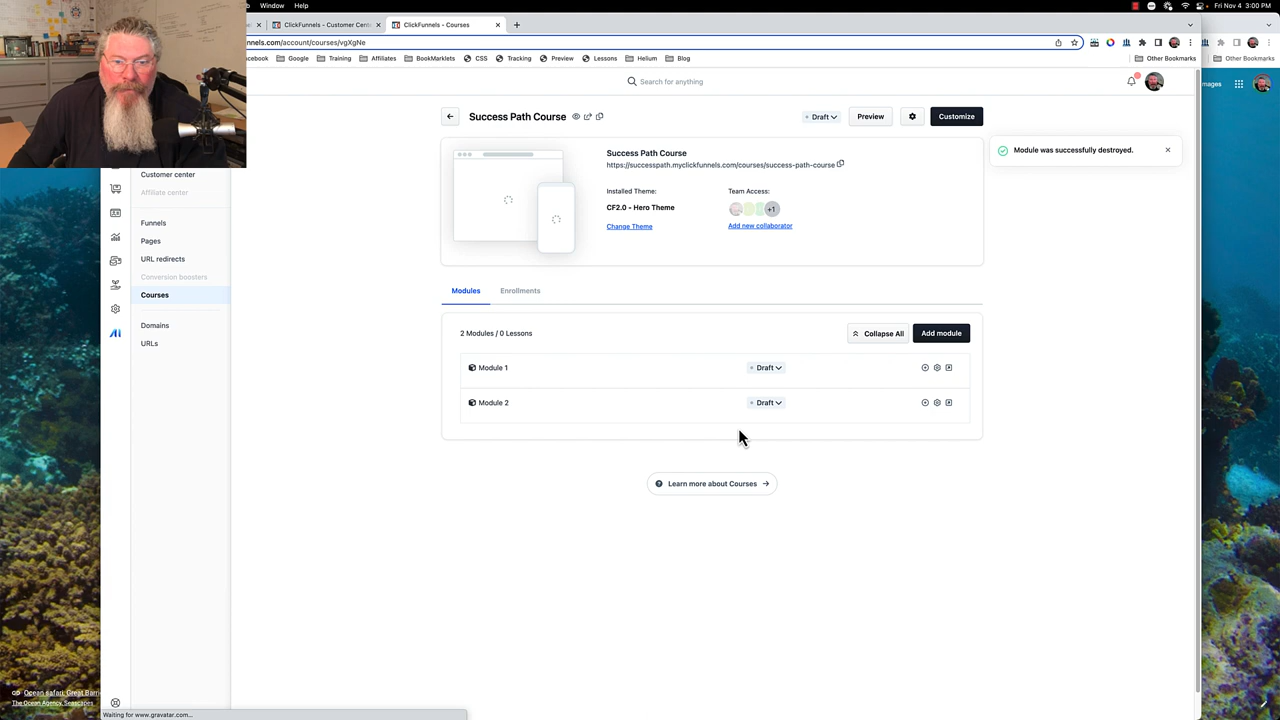 Window
Help
Fri Nov 4 3:00 PM
ClickFunnels - Customer Cent
ClickFunnels - Courses
nnels.com/account/courses/vgXgNe
cebook
Google
Training
Affiliates
BookMarklets
CSS
Tracking
Preview
Lessons
Helium
Blog
Other Bookmarks
Other Bookmarks
Search for anything
mages
Success Path Course
Draft
Preview
Customize
Module was successfully destroyed.
Success Path Course
https://successpath.myclickfunnels.com/courses/success-path-course
Installed Theme:
Team Access:
CF2.0 - Hero Theme
+1
Change Theme
Add new collaborator
Customer center
Affiliate center
Funnels
Pages
URL redirects
Conversion boosters
Courses
Domains
URLs
Modules
Enrollments
2 Modules / 0 Lessons
Collapse All
Add module
Module 1
Draft
Module 2
Draft
Learn more about Courses
Ocean safari, Great Barri
The Ocean Agency, Seascapes
Waiting for www.gravatar.com...